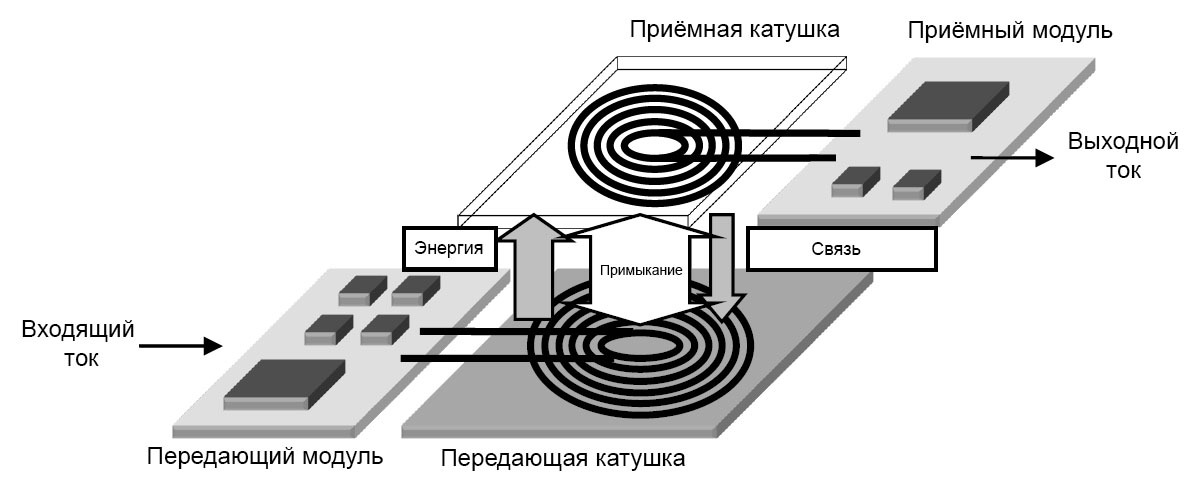 Приёмная катушка
Приёмный модуль
Выходной
ток
Энергия
Примыкание
Связь
Входящий
ток
Передающий модуль
Передающая катушка